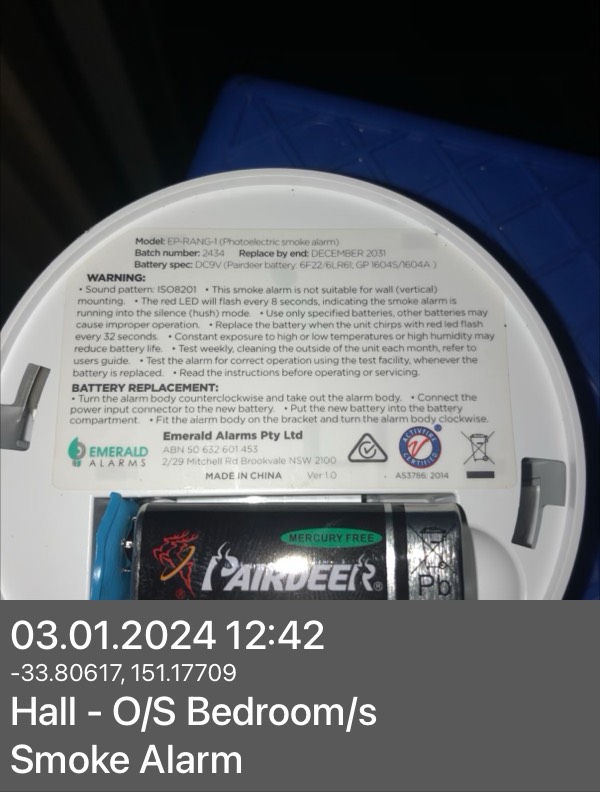 Model: EP-RANG-1 (Photoelectric smoke alarm)
Batch number: 2434 Replace by end: DECEMBER 2031
Battery spec: DC9V (Pairdeer battery: 6F22/6LR61; GP 1604S/1604A )
WARNING:
• Sound pattern: ISO8201 • This smoke alarm is not suitable for wall (vertical)
mounting. • The red LED will flash every 8 seconds, indicating the smoke alarm is
running into the silence (hush) mode. • Use only specified batteries, other batteries may
cause improper operation. • Replace the battery when the unit chirps with red led flash
every 32 seconds. • Constant exposure to high or low temperatures or high humidity may
reduce battery life. • Test weekly, cleaning the outside of the unit each month, refer to
users guide. • Test the alarm for correct operation using the test facility, whenever the
battery is replaced. • Read the instructions before operating or servicing.
BATTERY REPLACEMENT:
• Turn the alarm body counterclockwise and take out the alarm body. • Connect the
power input connector to the new battery. • Put the new battery into the battery
compartment. • Fit the alarm body on the bracket and turn the alarm body clockwise.
EMERALD
ALARMS
Emerald Alarms Pty Ltd
ABN 50 632 601 453
2/29 Mitchell Rd Brookvale NSW 2100
MADE IN CHINA Ver 1.0
ACTIVFIRE
CERTIFIED
AS3786: 2014
MERCURY FREE
PAIRDEER®
Pb
03.01.2024 12:42
-33.80617, 151.17709
Hall - O/S Bedroom/s
Smoke Alarm